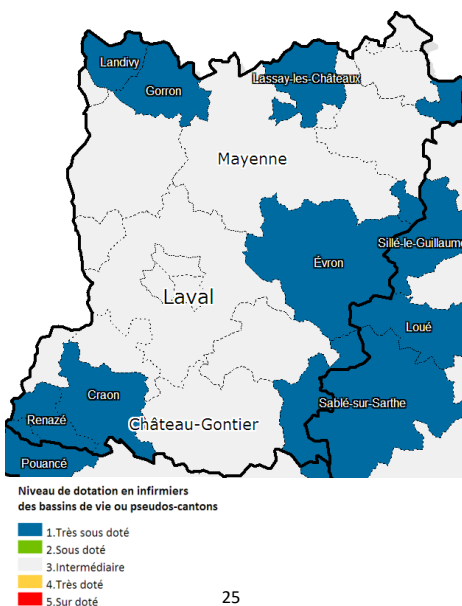 Landivy
Gorron
Lassay-les-Châteaux
Mayenne
Sillé-le-Guillaume
Évron
Laval
Loué
Craon
Sablé-sur-Sarthe
Renazé
Château-Gontier
Pouancé
Niveau de dotation en infirmiers
des bassins de vie ou pseudos-cantons
1.Très sous doté
2.Sous doté
3.Intermédiaire
4.Très doté
5.Sur doté
25